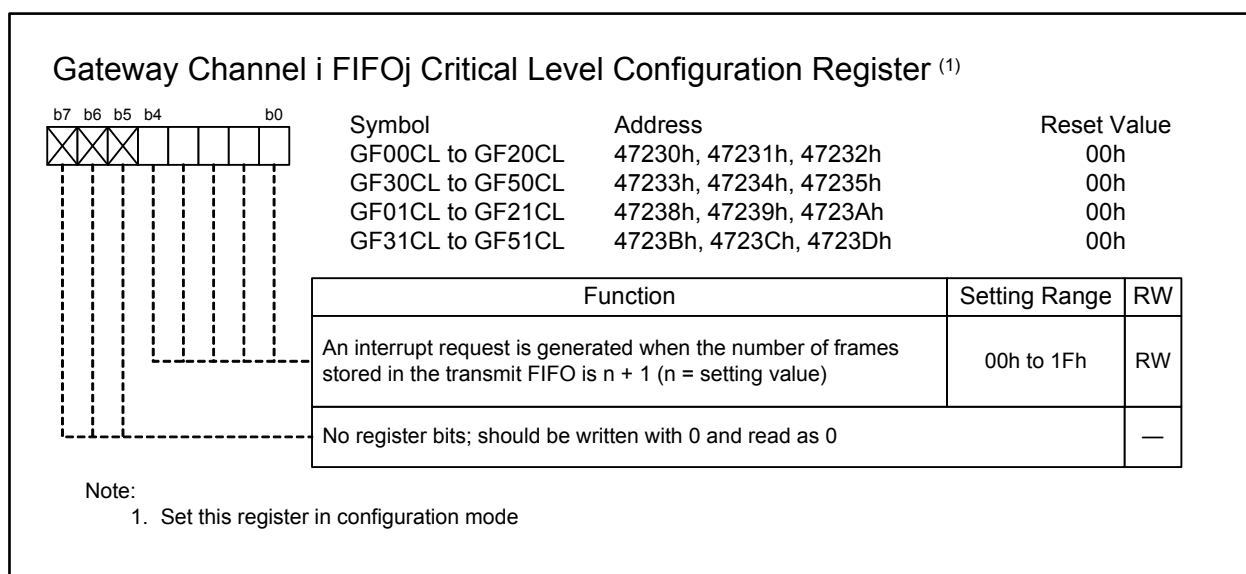 Gateway Channel i FIFOj Critical Level Configuration Register (1)
b7 b6 b5 b4 b0
Symbol Address Reset Value
GF00CL to GF20CL 47230h, 47231h, 47232h 00h
GF30CL to GF50CL 47233h, 47234h, 47235h 00h
GF01CL to GF21CL 47238h, 47239h, 4723Ah 00h
GF31CL to GF51CL 4723Bh, 4723Ch, 4723Dh 00h
Function Setting Range RW
An interrupt request is generated when the number of frames
stored in the transmit FIFO is n + 1 (n = setting value) 00h to 1Fh RW
No register bits; should be written with 0 and read as 0 —
Note:
1. Set this register in configuration mode